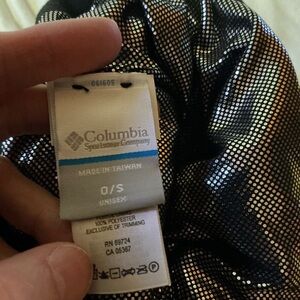 Columbia
Sportswear Company
MADE IN TAIWAN
O/S
UNISEX
100% POLYESTER
EXCLUSIVE OF TRIMMING
RN 69724
CA 05367